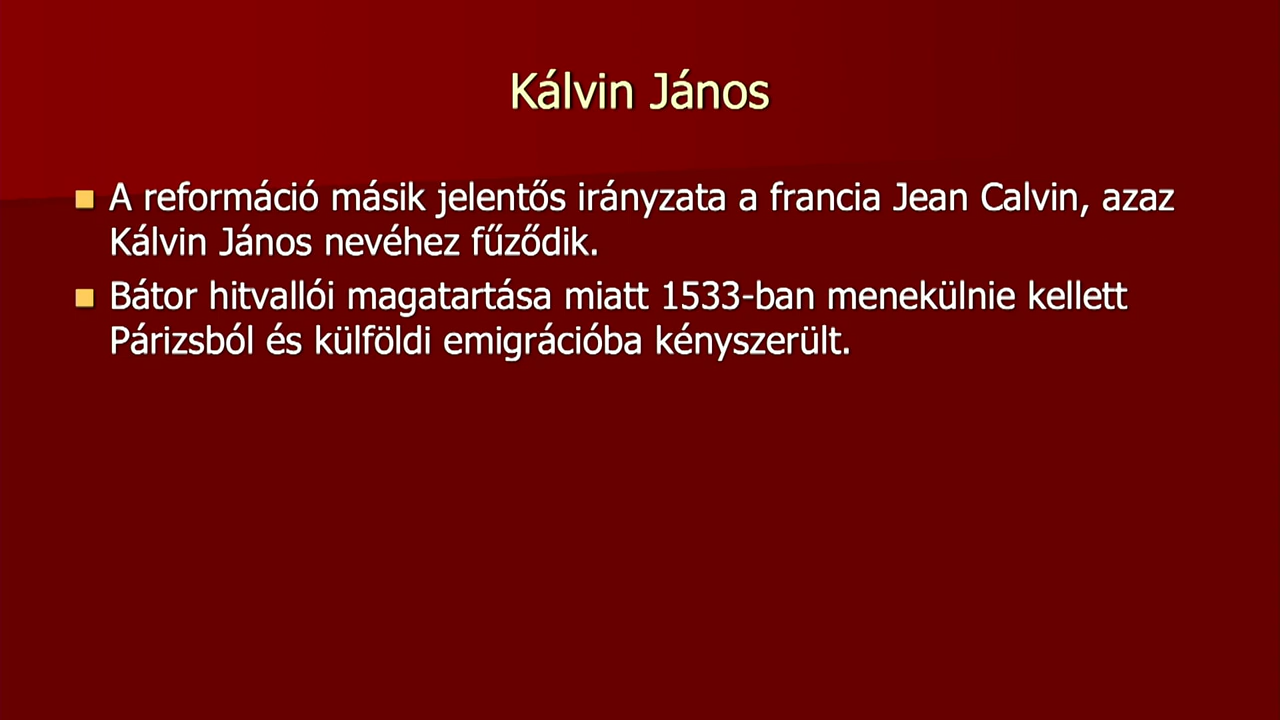 Kálvin János
A reformáció másik jelentős irányzata a francia Jean Calvin, azaz
Kálvin János nevéhez fűződik.
Bátor hitvallói magatartása miatt 1533-ban menekülnie kellett
Párizsból és külföldi emigrációba kényszerült.